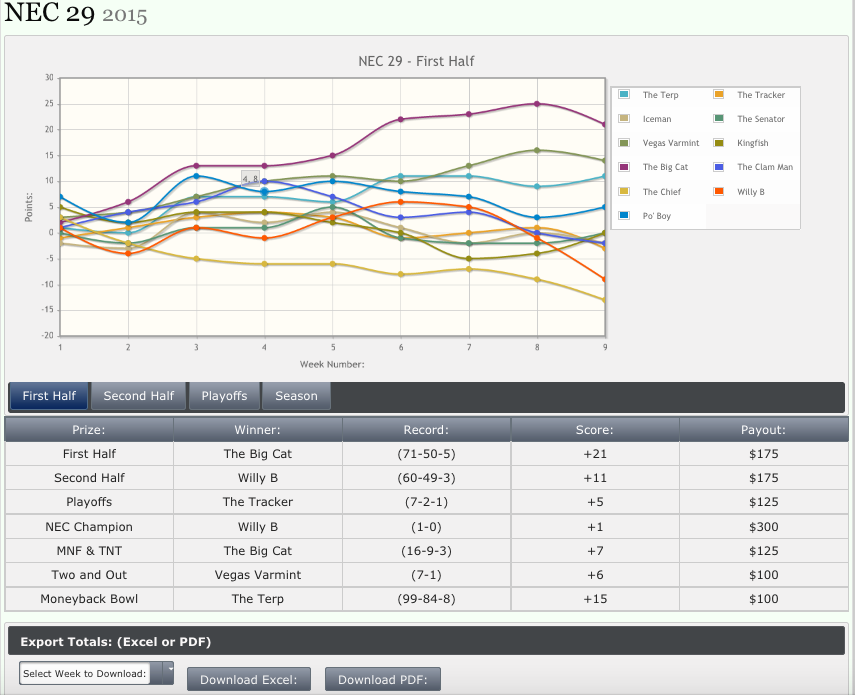 NEC 29 2015
NEC 29 - First Half
30
25
20
15
10
5
0
-5
-10
-15
-20
Points:
4, 8
1 2 3 4 5 6 7 8 9
Week Number:
The Terp The Tracker
Iceman The Senator
Vegas Varmint Kingfish
The Big Cat The Clam Man
The Chief Willy B
Po' Boy
First Half Second Half Playoffs Season
Prize: Winner: Record: Score: Payout:
First Half The Big Cat (71-50-5) +21 $175
Second Half Willy B (60-49-3) +11 $175
Playoffs The Tracker (7-2-1) +5 $125
NEC Champion Willy B (1-0) +1 $300
MNF & TNT The Big Cat (16-9-3) +7 $125
Two and Out Vegas Varmint (7-1) +6 $100
Moneyback Bowl The Terp (99-84-8) +15 $100
Export Totals: (Excel or PDF)
Select Week to Download: Download Excel: Download PDF: